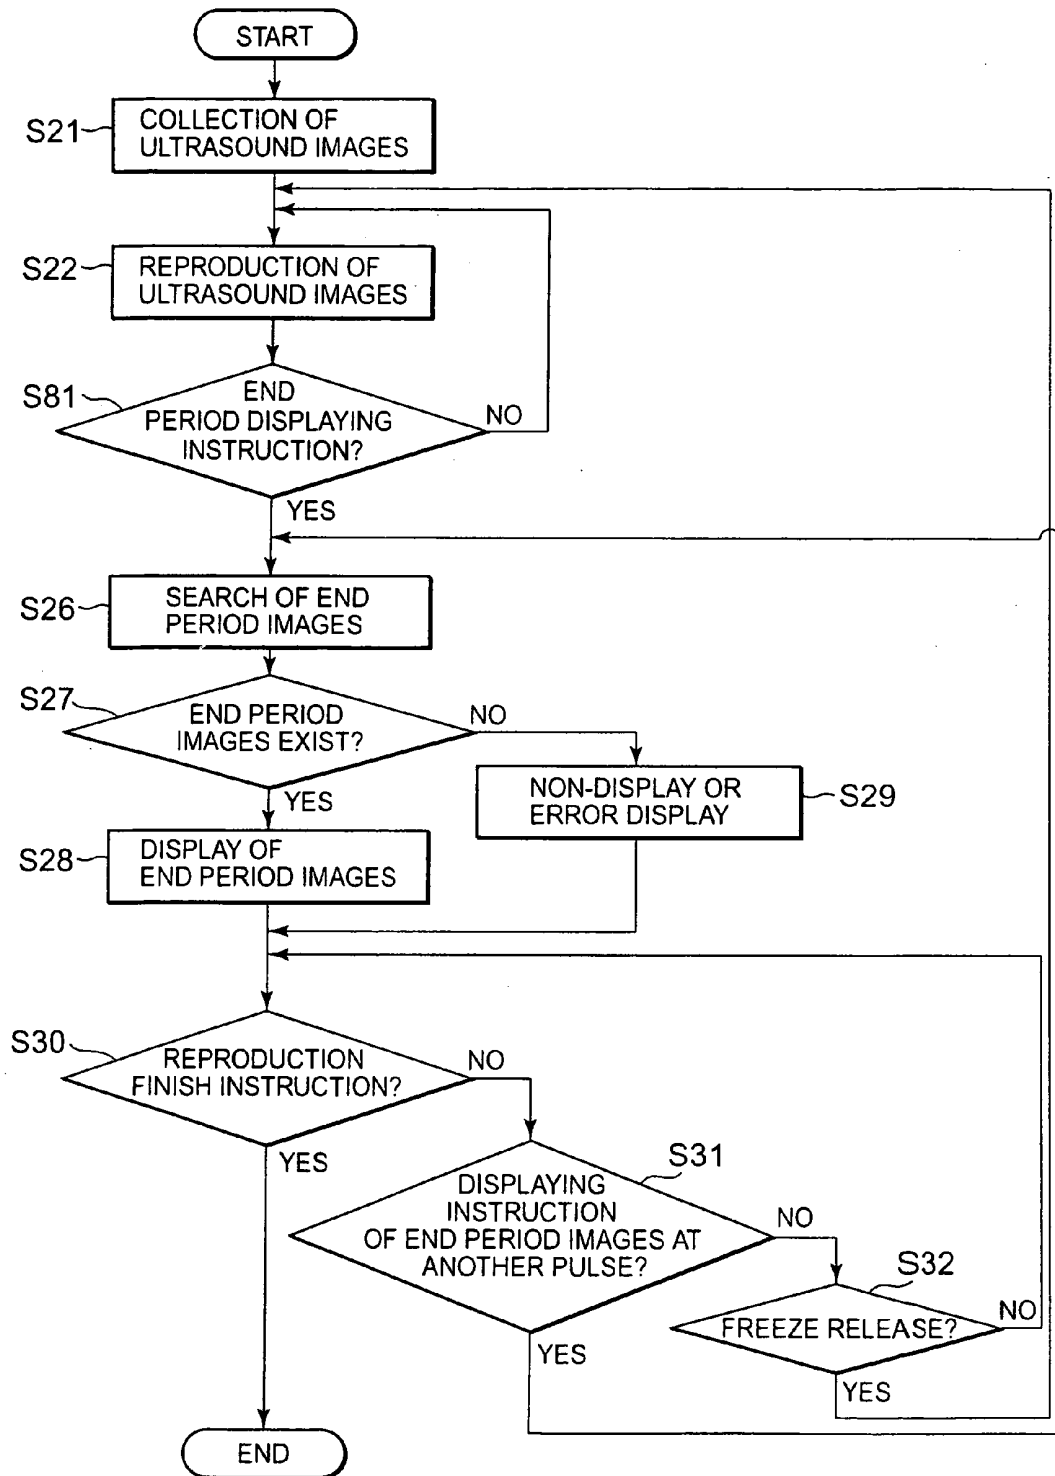 START
S21
COLLECTION OF
ULTRASOUND IMAGES
S22
REPRODUCTION OF
ULTRASOUND IMAGES
S81
END
PERIOD DISPLAYING
INSTRUCTION?
NO
YES
S26
SEARCH OF END
PERIOD IMAGES
S27
END PERIOD
IMAGES EXIST?
NO
YES
NON-DISPLAY OR
ERROR DISPLAY
S29
S28
DISPLAY OF
END PERIOD IMAGES
S30
REPRODUCTION
FINISH INSTRUCTION?
NO
YES
S31
DISPLAYING
INSTRUCTION
OF END PERIOD IMAGES AT
ANOTHER PULSE?
NO
YES
S32
FREEZE RELEASE?
NO
YES
END